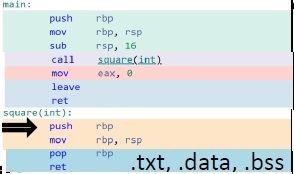 main:
push rbp
mov rbp, rsp
sub rsp, 16
call square(int)
mov eax, 0
leave
ret
square(int):
push rbp
mov rbp, rsp
pop rbp
ret
.txt, .data, .bss